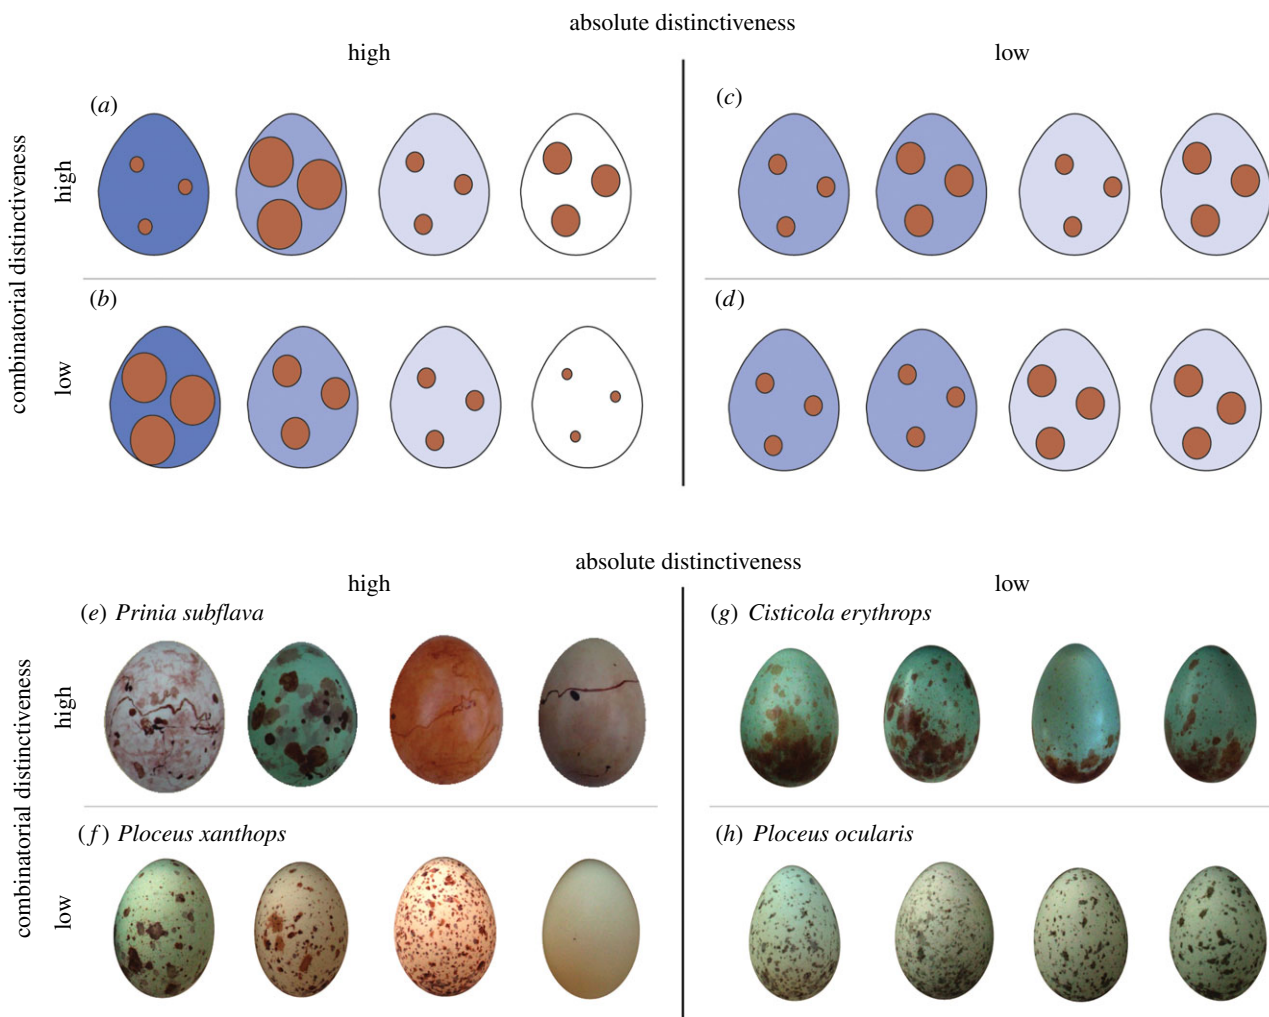 absolute distinctiveness
high
low
combinatorial distinctiveness
high
(a)
(c)
low
(b)
(d)
absolute distinctiveness
high
low
combinatorial distinctiveness
high
(e) Prinia subflava
(g) Cisticola erythrops
low
(f) Ploceus xanthops
(h) Ploceus ocularis